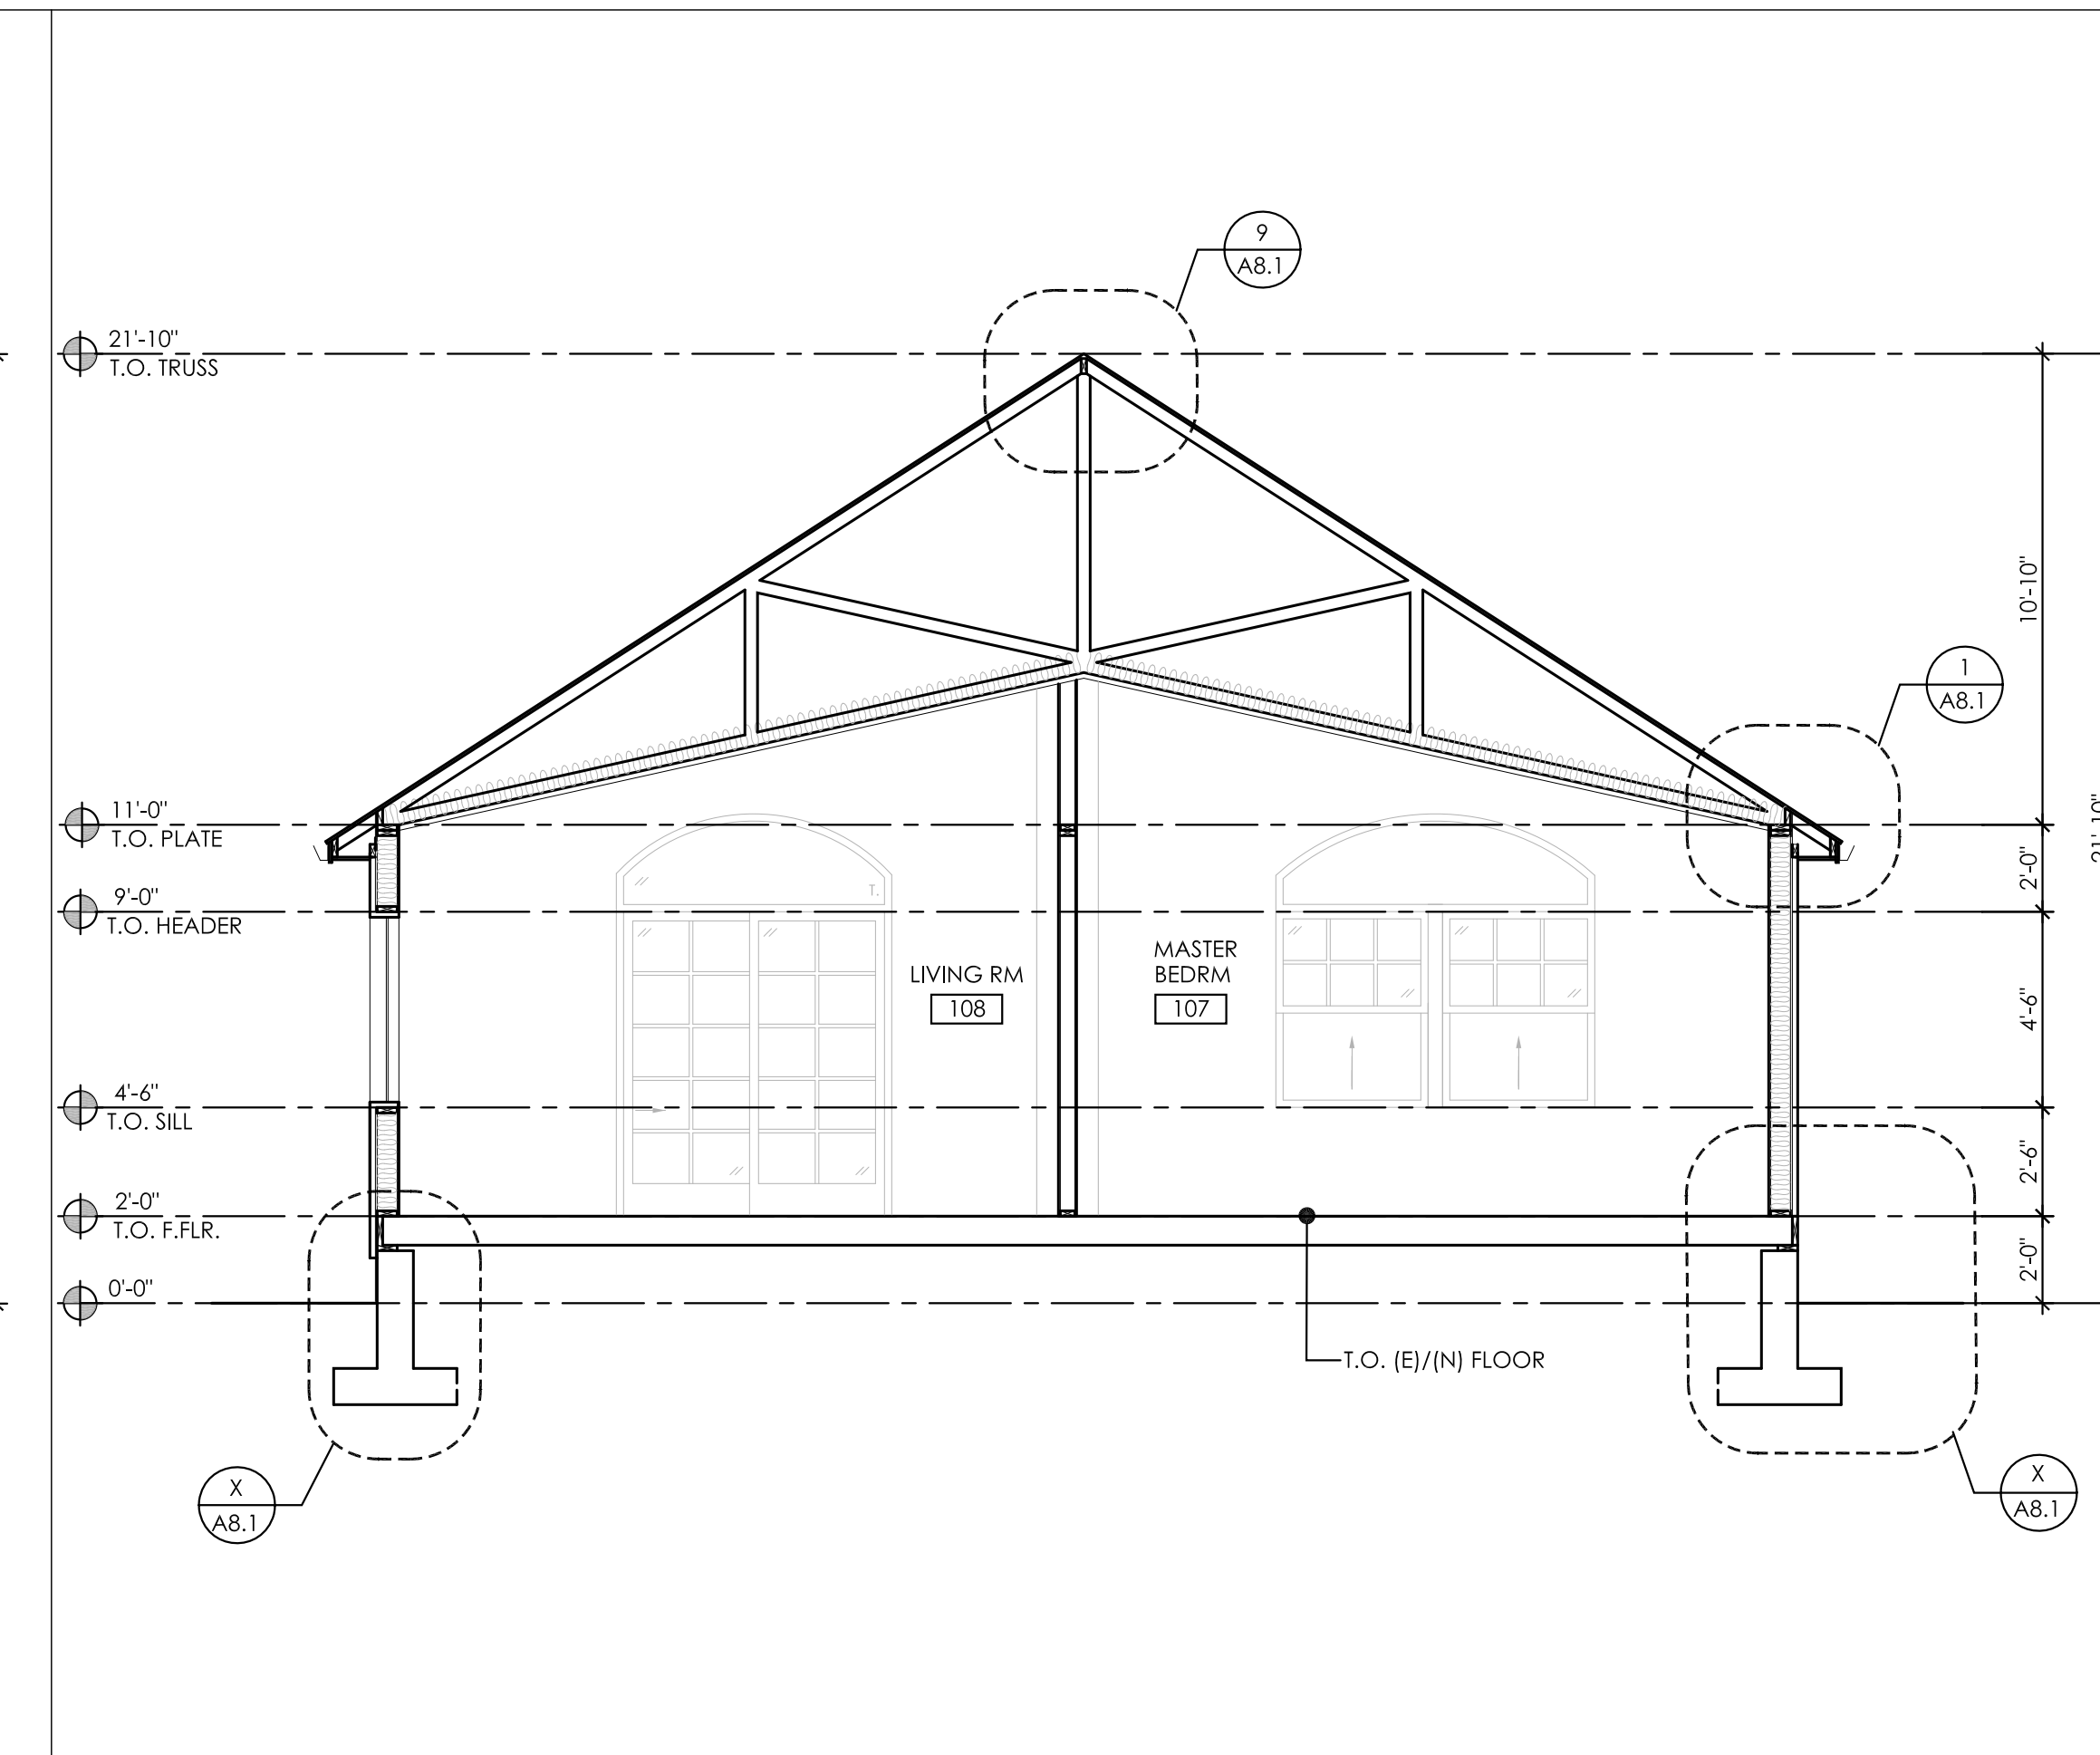 9
A8.1
21'-10"
T.O. TRUSS
10'-10"
1
A8.1
11'-0"
T.O. PLATE
21'-10"
2'-0"
9'-0"
T.O. HEADER
T.
LIVING RM
108
MASTER
BEDRM
107
4'-6"
4'-6"
T.O. SILL
2'-6"
2'-0"
T.O. F.FLR.
2'-0"
0'-0"
T.O. (E)/(N) FLOOR
X
A8.1
X
A8.1